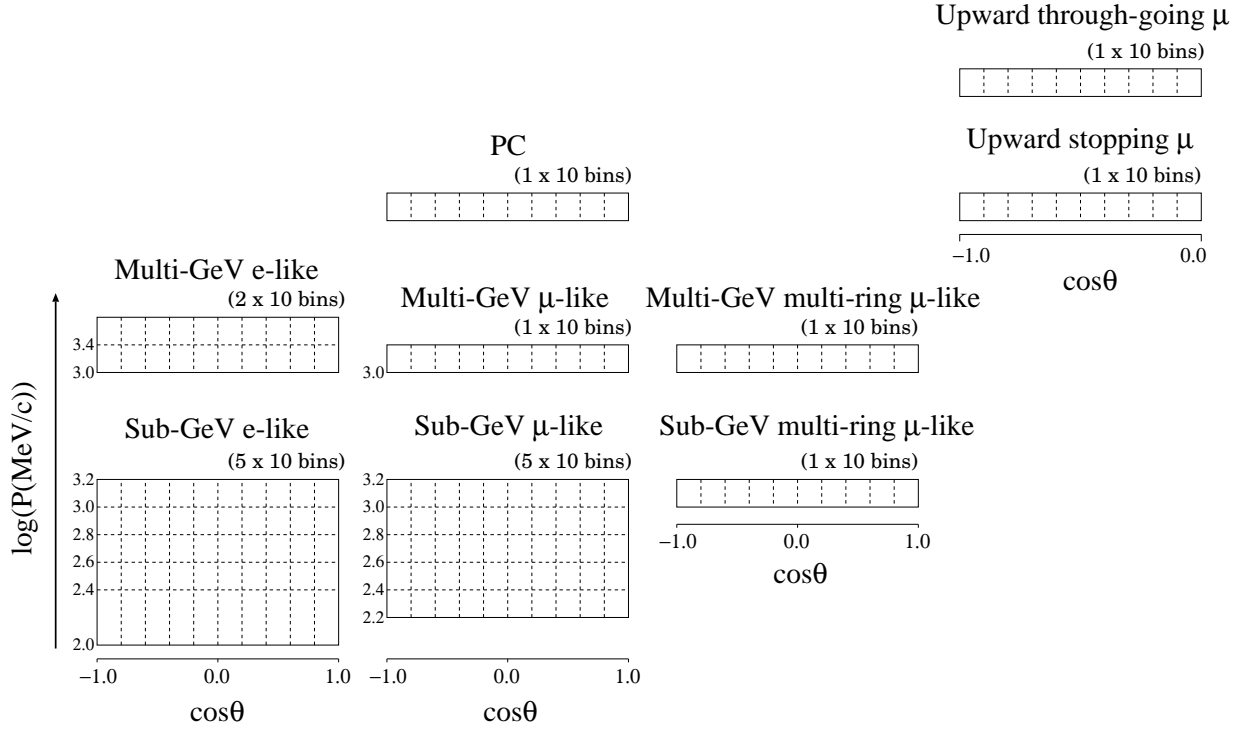 Upward through-going μ
(1 x 10 bins)
PC
(1 x 10 bins)
Upward stopping μ
(1 x 10 bins)
−1.0 0.0
cosθ
Multi-GeV e-like
(2 x 10 bins)
3.4
3.0
Multi-GeV μ-like
(1 x 10 bins)
3.0
Multi-GeV multi-ring μ-like
(1 x 10 bins)
log(P(MeV/c))
Sub-GeV e-like
(5 x 10 bins)
3.2
3.0
2.8
2.6
2.4
2.0
−1.0 0.0 1.0
cosθ
Sub-GeV μ-like
(5 x 10 bins)
3.2
3.0
2.8
2.6
2.4
2.2
−1.0 0.0 1.0
cosθ
Sub-GeV multi-ring μ-like
(1 x 10 bins)
−1.0 0.0 1.0
cosθ